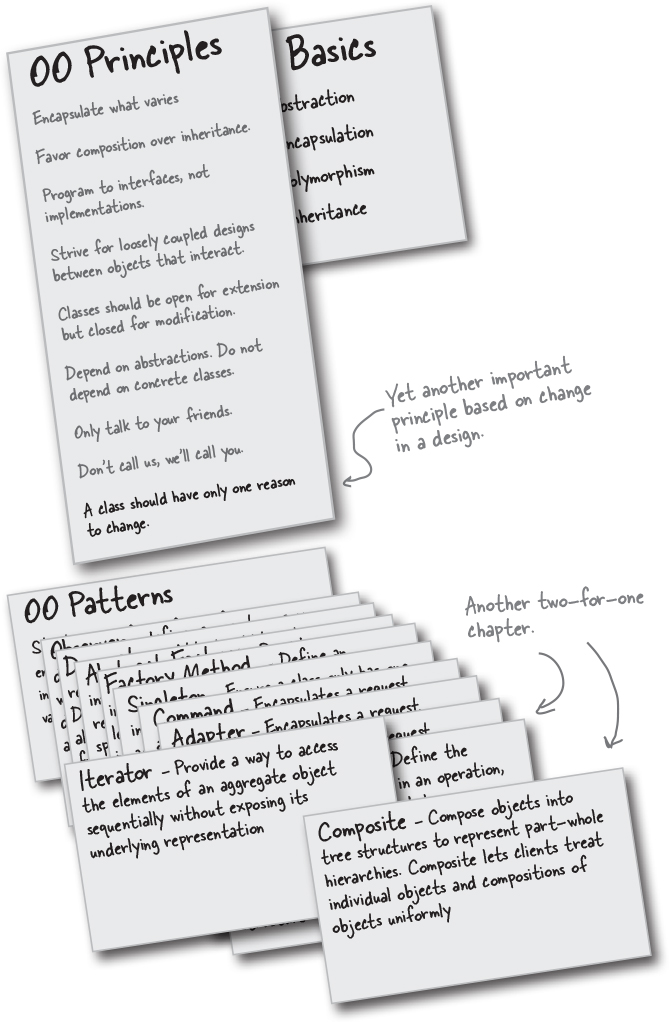 OO Principles
Encapsulate what varies
Favor composition over inheritance.
Program to interfaces, not
implementations.
Strive for loosely coupled designs
between objects that interact.
Classes should be open for extension
but closed for modification.
Depend on abstractions. Do not
depend on concrete classes.
Only talk to your friends.
Don't call us, we'll call you.
A class should have only one reason
to change.
Basics
bstraction
ncapsulation
olymorphism
nheritance
Yet another important
principle based on change
in a design.
OO Patterns
Another two-for-one
chapter.
Factory Method - Define an
Singleton - Ensure a class only has one
Command - Encapsulates a request
Adapter - Encapsulates a request
request
Define the
in an operation,
Iterator - Provide a way to access
the elements of an aggregate object
sequentially without exposing its
underlying representation
Composite - Compose objects into
tree structures to represent part-whole
hierarchies. Composite lets clients treat
individual objects and compositions of
objects uniformly